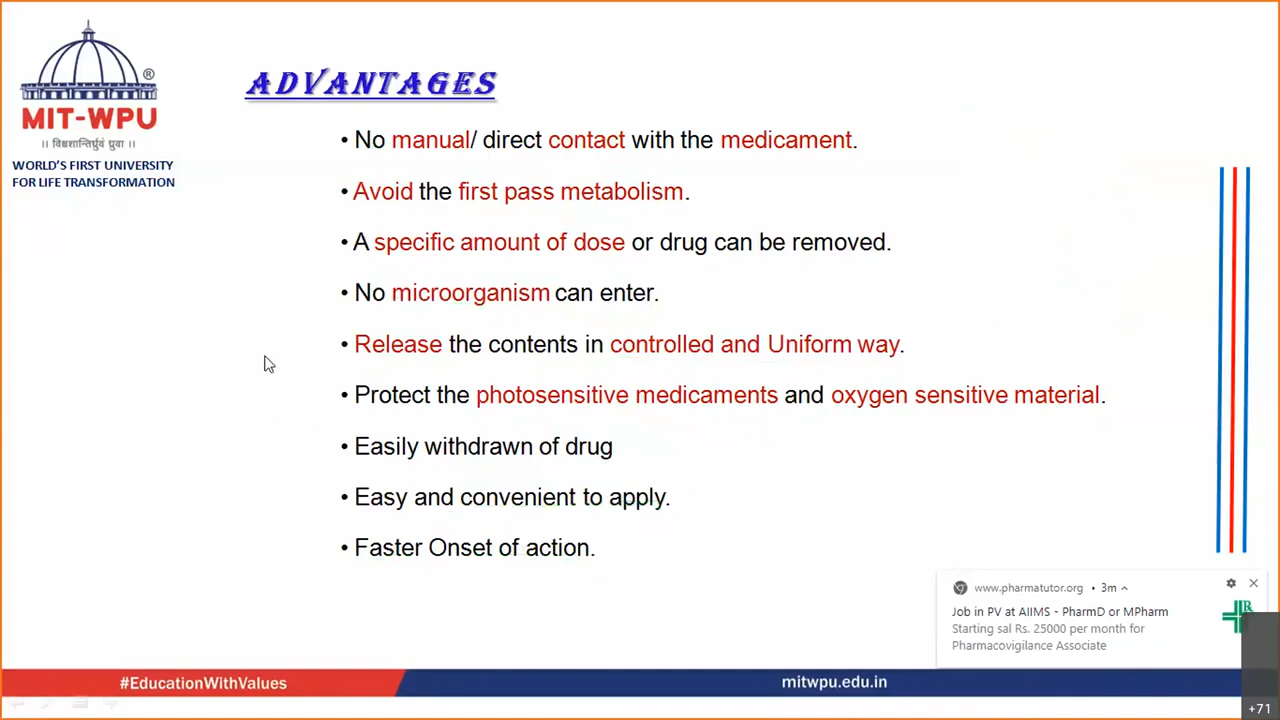 ®
MIT-WPU
॥ विश्वशान्तिर्ध्रुवं ध्रुवा ॥
WORLD'S FIRST UNIVERSITY
FOR LIFE TRANSFORMATION
ADVANTAGES
• No manual/ direct contact with the medicament.
• Avoid the first pass metabolism.
• A specific amount of dose or drug can be removed.
• No microorganism can enter.
• Release the contents in controlled and Uniform way.
• Protect the photosensitive medicaments and oxygen sensitive material.
• Easily withdrawn of drug
• Easy and convenient to apply.
• Faster Onset of action.
www.pharmatutor.org • 3m
Job in PV at AIIMS - PharmD or MPharm
Starting sal Rs. 25000 per month for
Pharmacovigilance Associate
R
#EducationWithValues
mitwpu.edu.in
+71